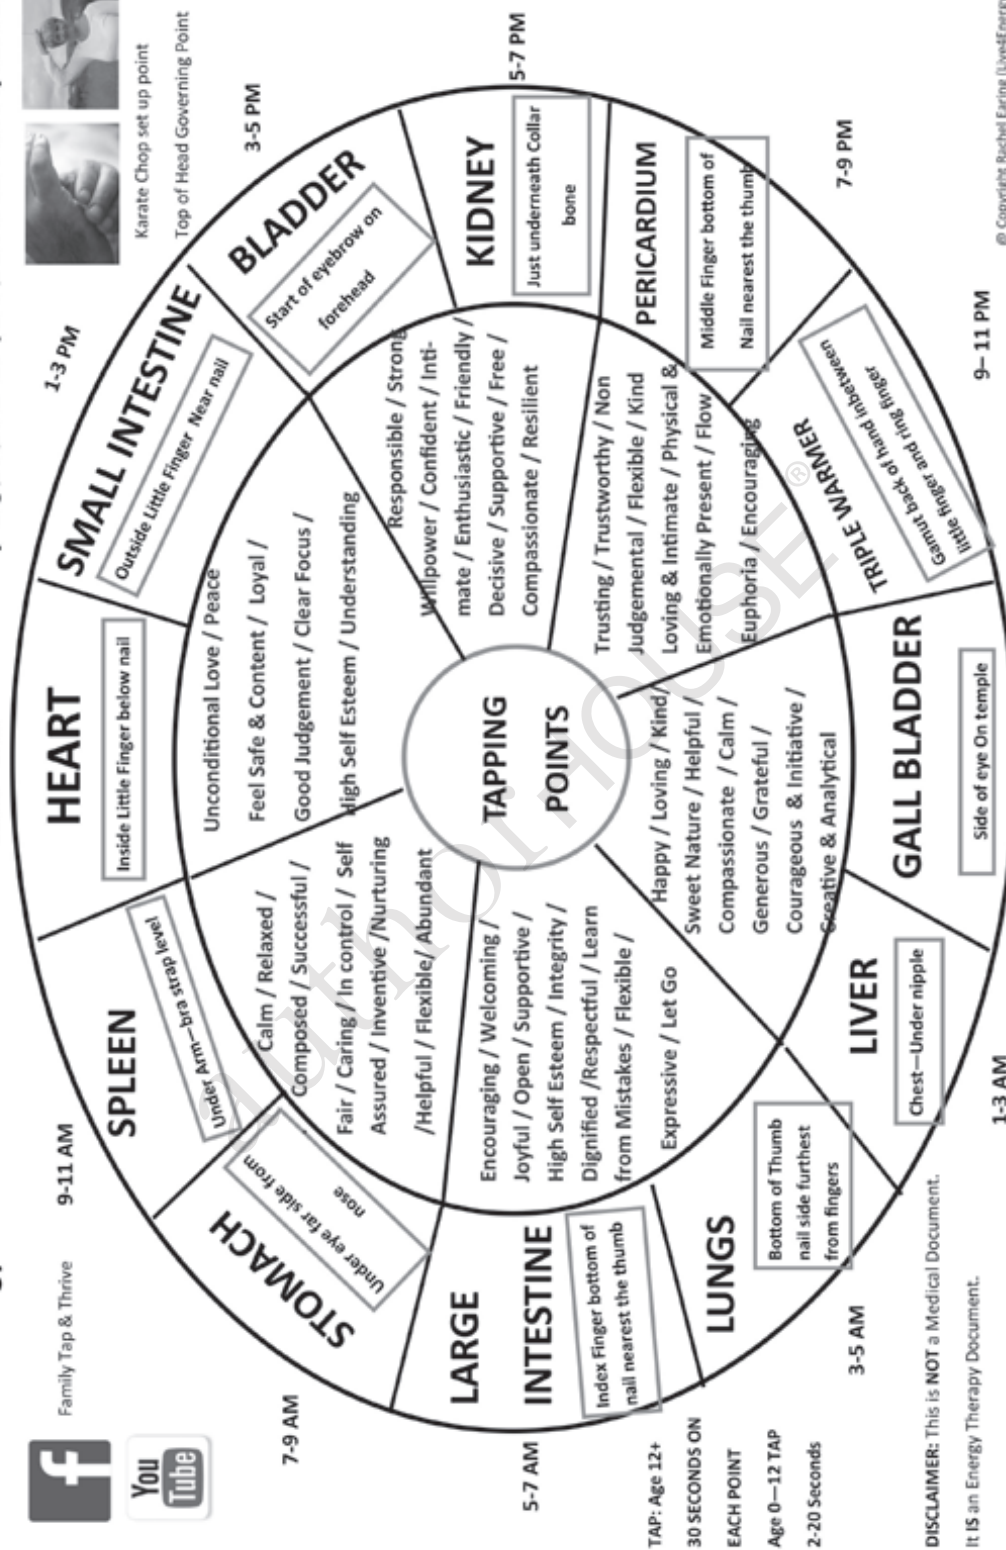 Family Tap & Thrive
You
Tube
Karate Chop set up point
Top of Head Governing Point
9-11 AM
1-3 PM
3-5 PM
7-9 AM
5-7 PM
5-7 AM
7-9 PM
3-5 AM
9– 11 PM
1-3 AM
HEART
Inside Little Finger below nail
SMALL INTESTINE
Outside Little Finger Near nail
Unconditional Love / Peace
Feel Safe & Content / Loyal /
Good Judgement / Clear Focus /
High Self Esteem / Understanding
BLADDER
Start of eyebrow on
forehead
KIDNEY
Just underneath Collar
bone
Responsible / Strong
Willpower / Confident / Inti-
mate / Enthusiastic / Friendly /
Decisive / Supportive / Free /
Compassionate / Resilient
PERICARDIUM
Middle Finger bottom of
Nail nearest the thumb
TRIPLE WARMER
Gamut back of hand inbetween
little finger and ring finger
Trusting / Trustworthy / Non
Judgemental / Flexible / Kind
Loving & Intimate / Physical &
Emotionally Present / Flow
Euphoria / Encouraging
GALL BLADDER
Side of eye On temple
LIVER
Chest—Under nipple
Happy / Loving / Kind/
Sweet Nature / Helpful /
Compassionate / Calm /
Generous / Grateful /
Courageous & Initiative /
Creative & Analytical
LUNGS
Bottom of Thumb
nail side furthest
from fingers
LARGE
INTESTINE
Index Finger bottom of
nail nearest the thumb
Encouraging / Welcoming /
Joyful / Open / Supportive /
High Self Esteem / Integrity /
Dignified /Respectful / Learn
from Mistakes / Flexible /
Expressive / Let Go
STOMACH
Under eye far side from
nose
SPLEEN
Under Arm—bra strap level
Calm / Relaxed /
Composed / Successful /
Fair / Caring / In control / Self
Assured / Inventive /Nurturing
/Helpful / Flexible/ Abundant
TAPPING
POINTS
TAP: Age 12+
30 SECONDS ON
EACH POINT
Age 0—12 TAP
2-20 Seconds
DISCLAIMER: This is NOT a Medical Document.
It IS an Energy Therapy Document.
@ Copyright Rachel Earing (Live4Energy
authorHOUSE®